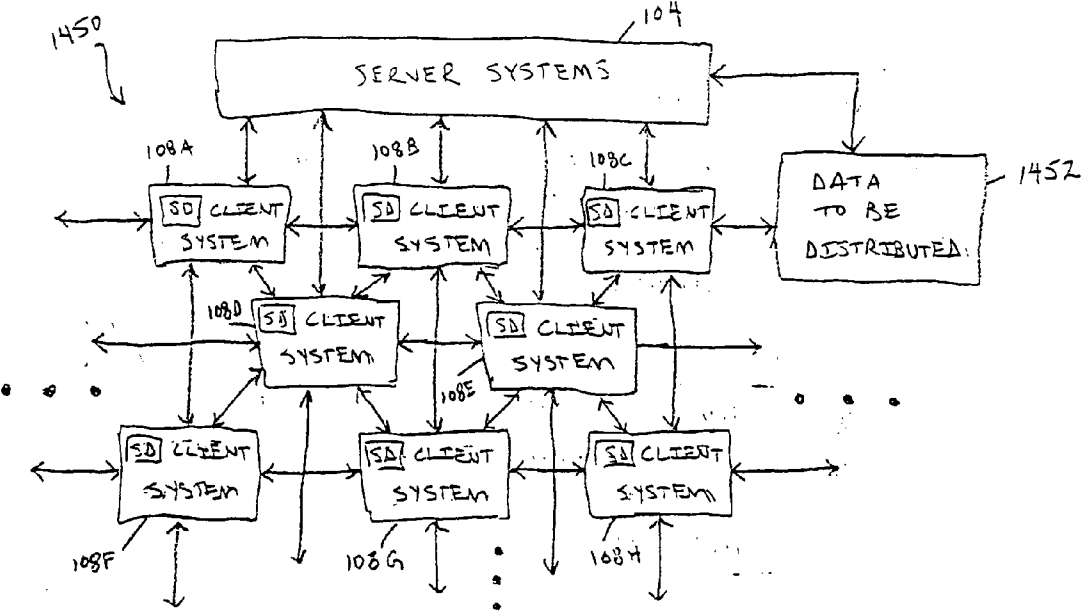 1450
104
SERVER SYSTEMS
108A
108B
108C
1452
SD CLIENT
SYSTEM
SD CLIENT
SYSTEM
SD CLIENT
SYSTEM
DATA
TO BE
DISTRIBUTED
108D
SD CLIENT
SYSTEM
SD CLIENT
SYSTEM
108E
SD CLIENT
SYSTEM
SD CLIENT
SYSTEM
SD CLIENT
SYSTEM
108F
108G
108H